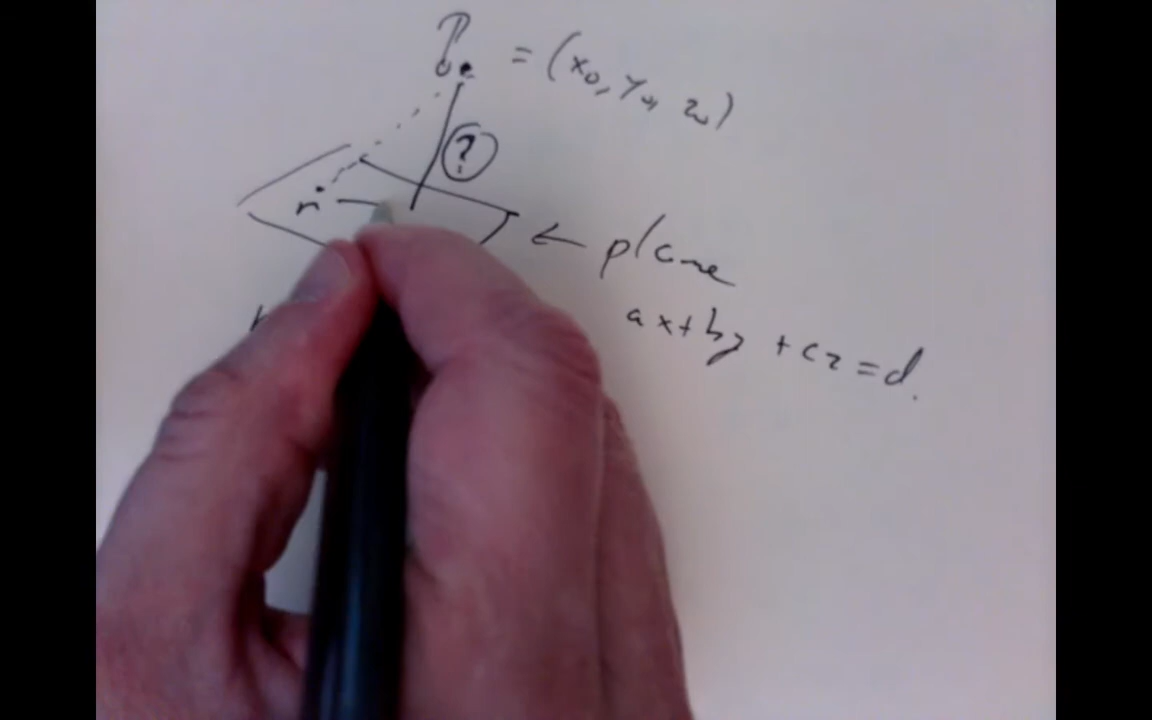 P₀ = (x₀, y₀, z₀)
?
r
← plane
ax + by + cz = d.